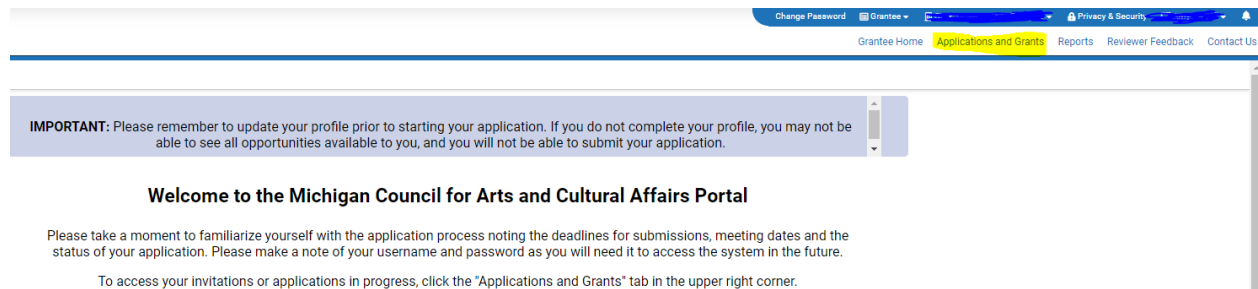 Change Password Grantee Privacy & Security
Grantee Home Applications and Grants Reports Reviewer Feedback Contact Us
IMPORTANT: Please remember to update your profile prior to starting your application. If you do not complete your profile, you may not be
able to see all opportunities available to you, and you will not be able to submit your application.
Welcome to the Michigan Council for Arts and Cultural Affairs Portal
Please take a moment to familiarize yourself with the application process noting the deadlines for submissions, meeting dates and the
status of your application. Please make a note of your username and password as you will need it to access the system in the future.
To access your invitations or applications in progress, click the "Applications and Grants" tab in the upper right corner.